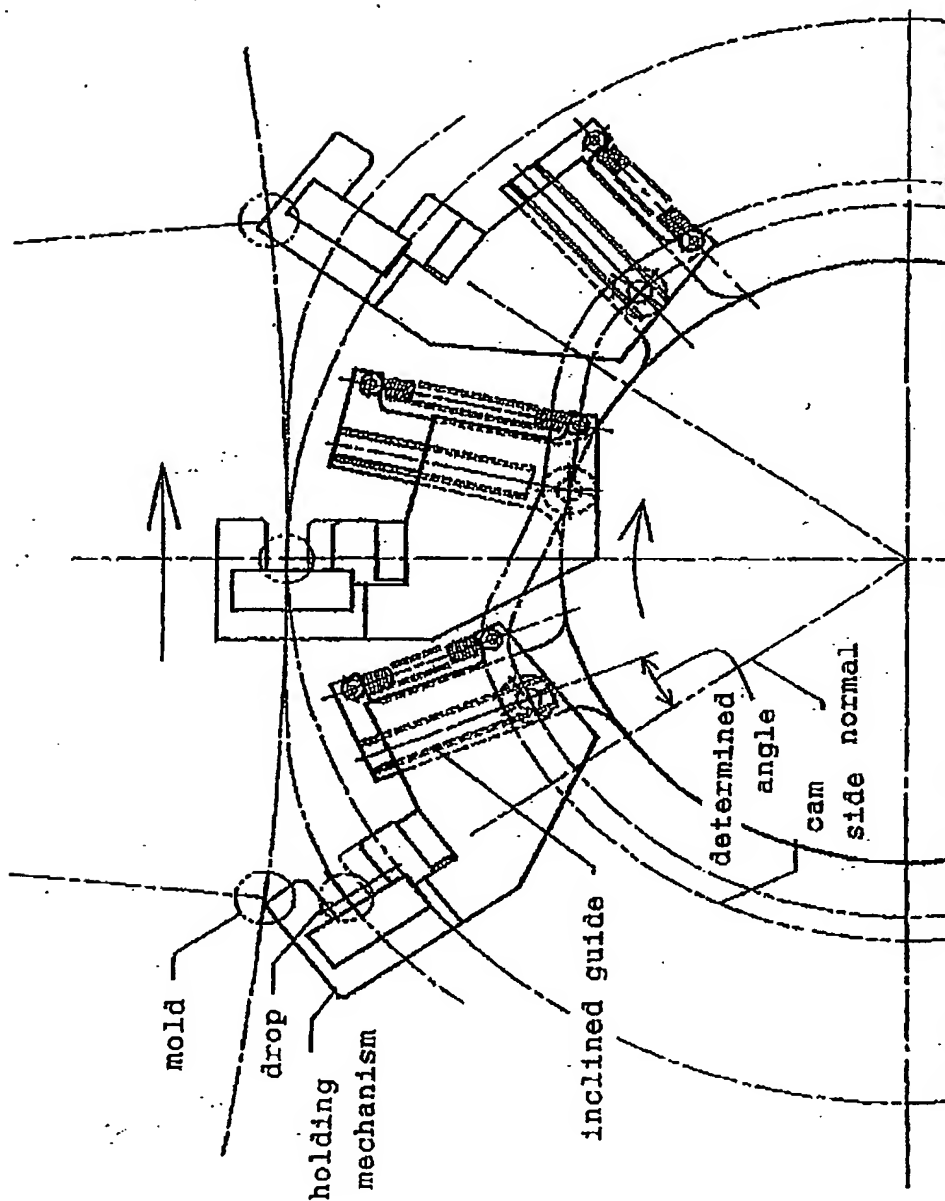 mold
drop
holding
mechanism
inclined guide
determined
angle
cam
side normal